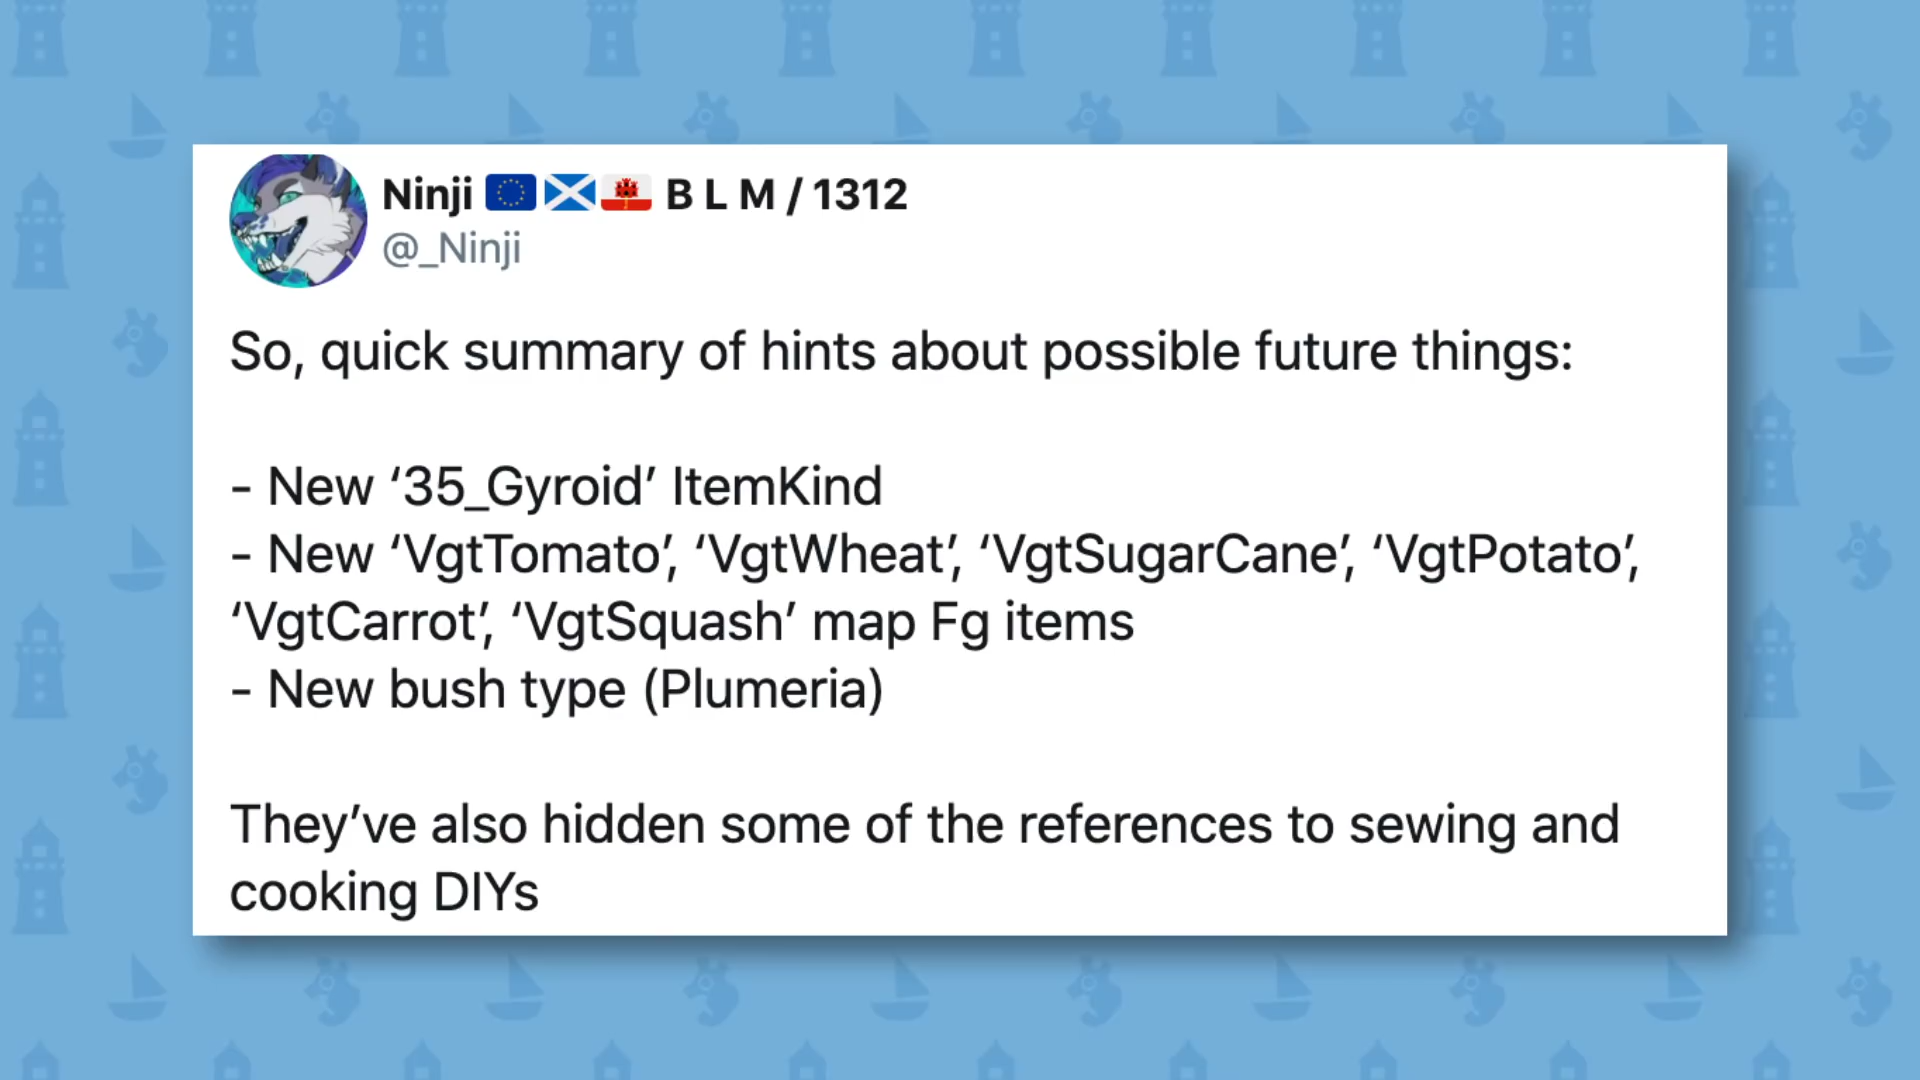 Ninji 🇪🇺🏴󠁧󠁢󠁳󠁣󠁴󠁿🇬🇮 B L M / 1312
@_Ninji
So, quick summary of hints about possible future things:
- New ‘35_Gyroid’ ItemKind
- New ‘VgtTomato’, ‘VgtWheat’, ‘VgtSugarCane’, ‘VgtPotato’,
‘VgtCarrot’, ‘VgtSquash’ map Fg items
- New bush type (Plumeria)
They’ve also hidden some of the references to sewing and
cooking DIYs